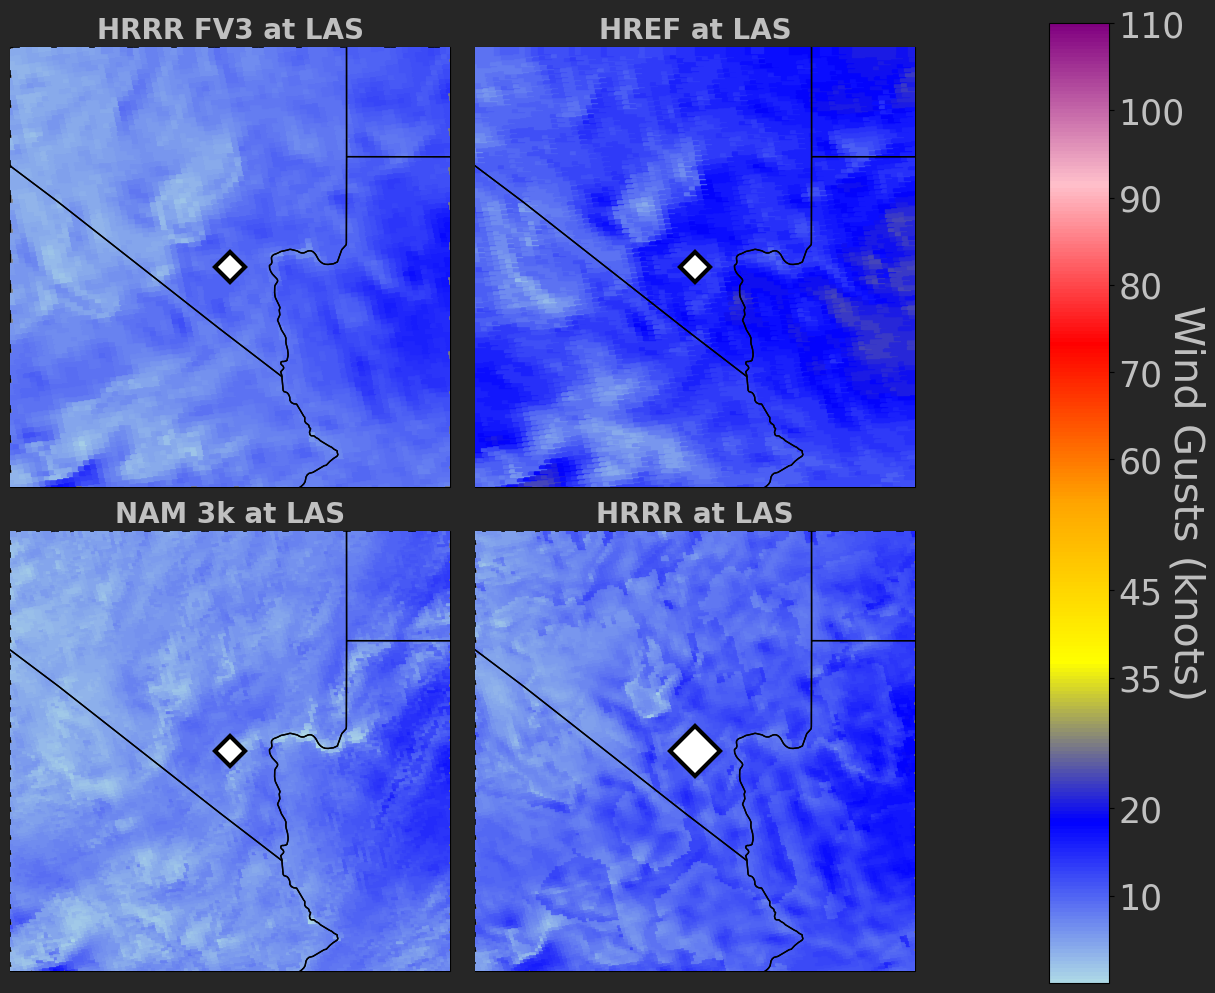 HRRR FV3 at LAS
HREF at LAS
NAM 3k at LAS
HRRR at LAS
110
100
90
80
70
60
45
35
20
10
Wind Gusts (knots)